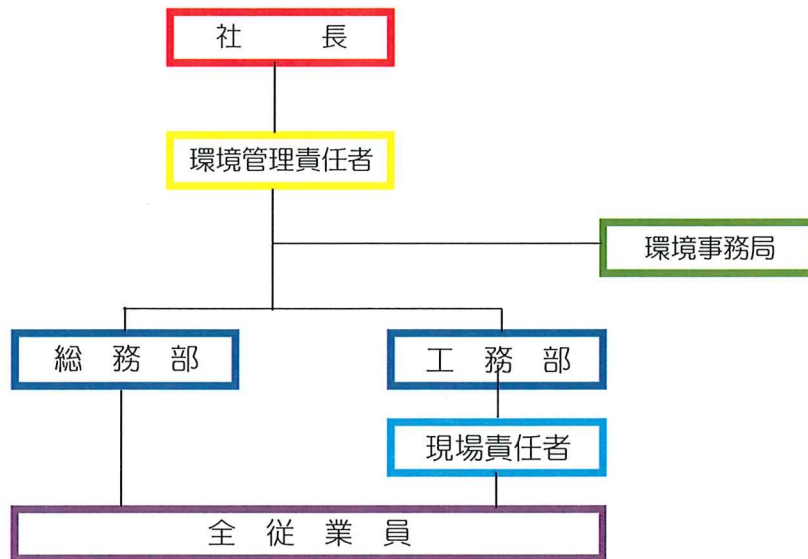 社 長
環境管理責任者
環境事務局
総 務 部
工 務 部
現場責任者
全 従 業 員